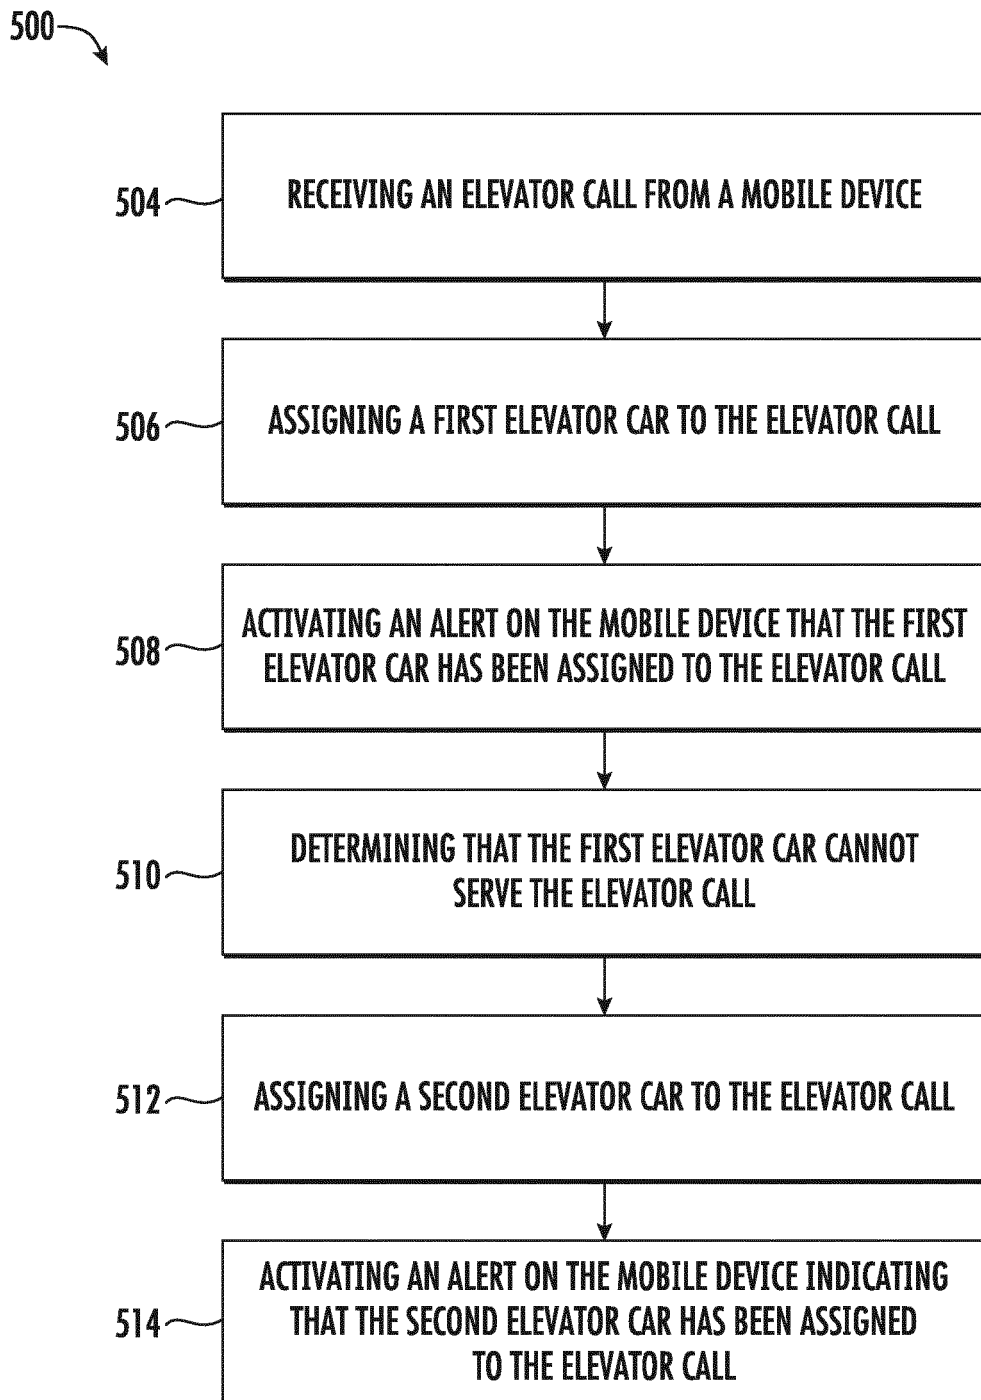 500
504
RECEIVING AN ELEVATOR CALL FROM A MOBILE DEVICE
506
ASSIGNING A FIRST ELEVATOR CAR TO THE ELEVATOR CALL
508
ACTIVATING AN ALERT ON THE MOBILE DEVICE THAT THE FIRST
ELEVATOR CAR HAS BEEN ASSIGNED TO THE ELEVATOR CALL
510
DETERMINING THAT THE FIRST ELEVATOR CAR CANNOT
SERVE THE ELEVATOR CALL
512
ASSIGNING A SECOND ELEVATOR CAR TO THE ELEVATOR CALL
514
ACTIVATING AN ALERT ON THE MOBILE DEVICE INDICATING
THAT THE SECOND ELEVATOR CAR HAS BEEN ASSIGNED
TO THE ELEVATOR CALL